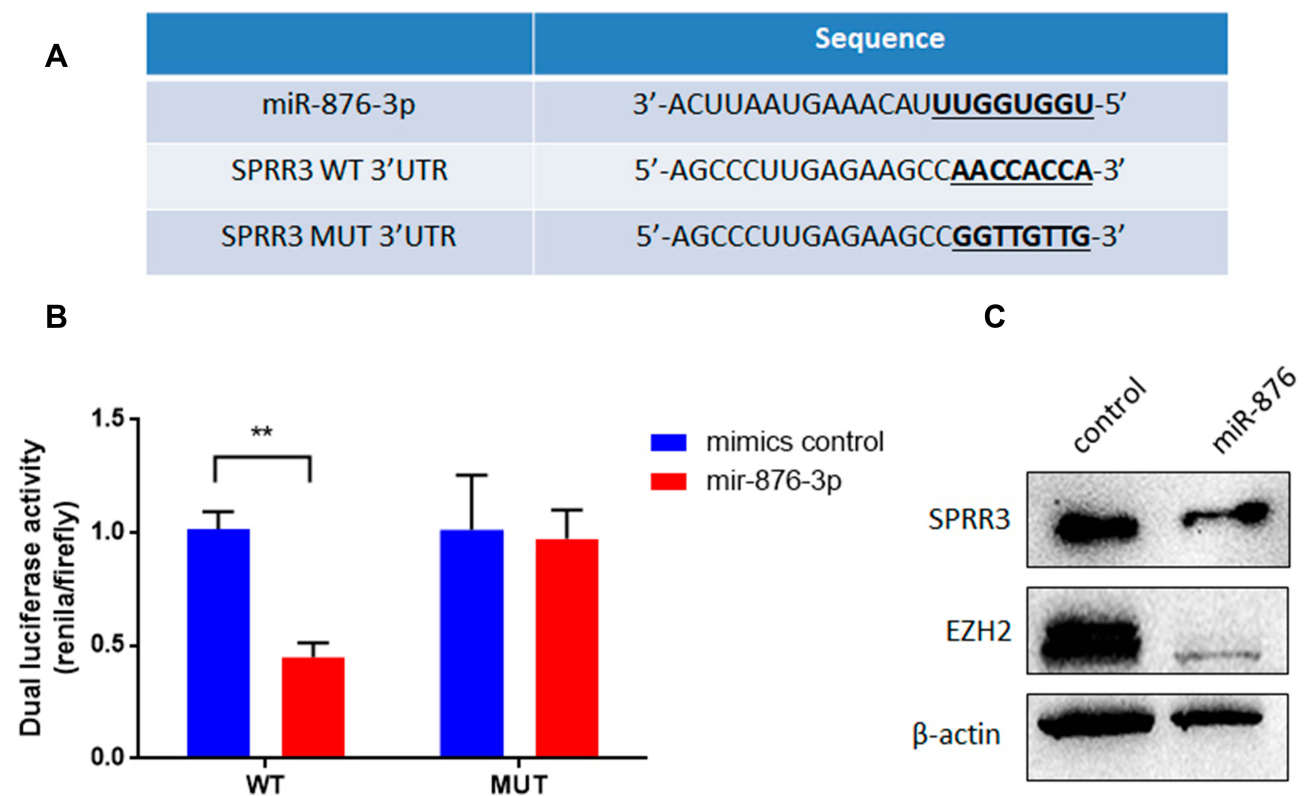 A
Sequence
miR-876-3p 3’-ACUUAAUGAAACAUUUGGUGGU-5’
SPRR3 WT 3’UTR 5’-AGCCCUUGAGAAGCCAACCACCA-3’
SPRR3 MUT 3’UTR 5’-AGCCCUUGAGAAGCCGGTTGTTG-3’
B
Dual luciferase activity
(renila/firefly)
1.5
1.0
0.5
0.0
**
WT
MUT
mimics control
mir-876-3p
C
control
miR-876
SPRR3
EZH2
β-actin